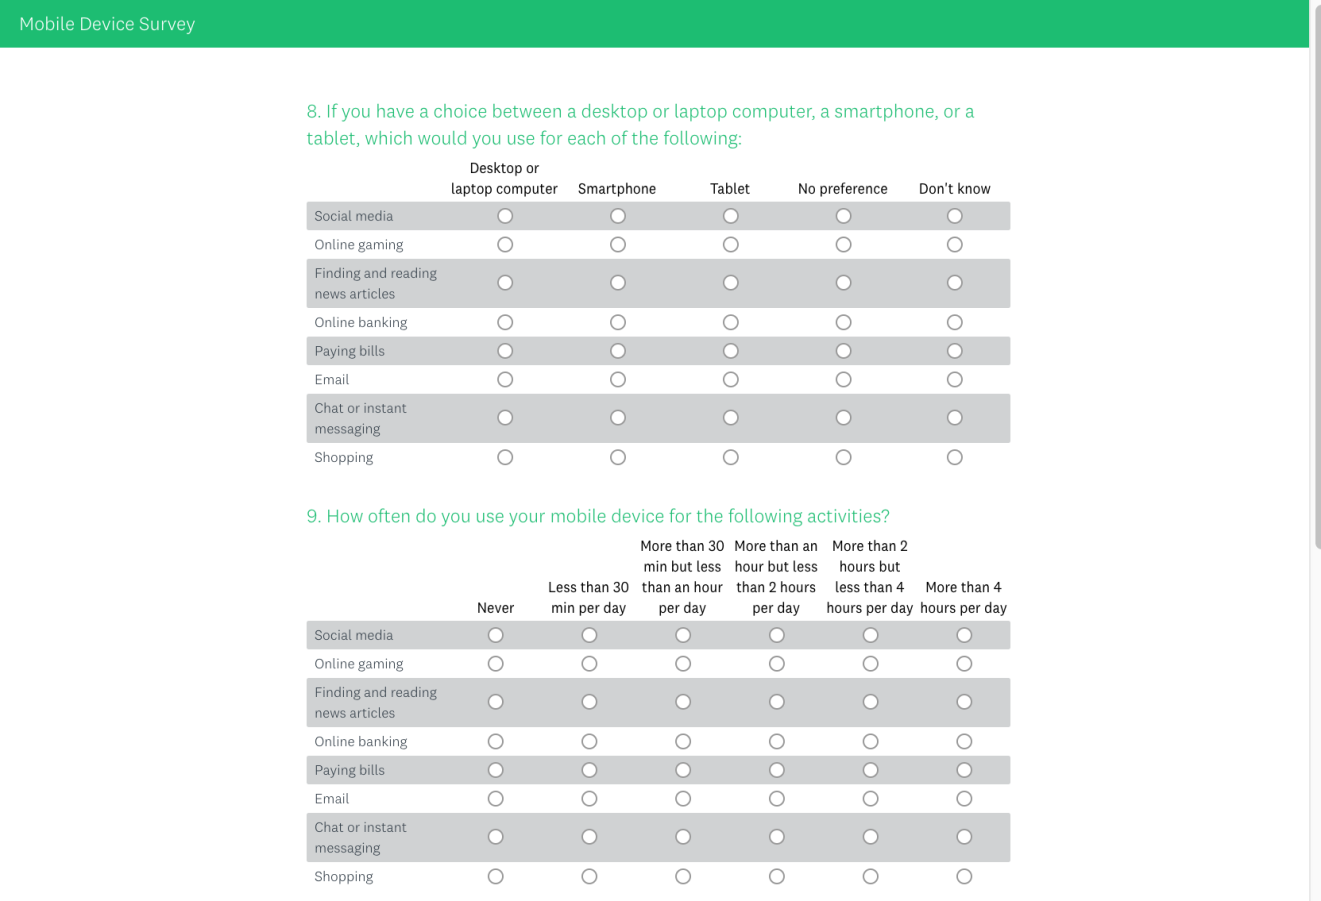 Mobile Device Survey
8. If you have a choice between a desktop or laptop computer, a smartphone, or a
tablet, which would you use for each of the following:
Desktop or
laptop computer Smartphone Tablet No preference Don't know
Social media
Online gaming
Finding and reading
news articles
Online banking
Paying bills
Email
Chat or instant
messaging
Shopping
9. How often do you use your mobile device for the following activities?
More than 30 More than an More than 2
min but less hour but less hours but
Less than 30 than an hour than 2 hours less than 4 More than 4
Never min per day per day per day hours per day hours per day
Social media
Online gaming
Finding and reading
news articles
Online banking
Paying bills
Email
Chat or instant
messaging
Shopping